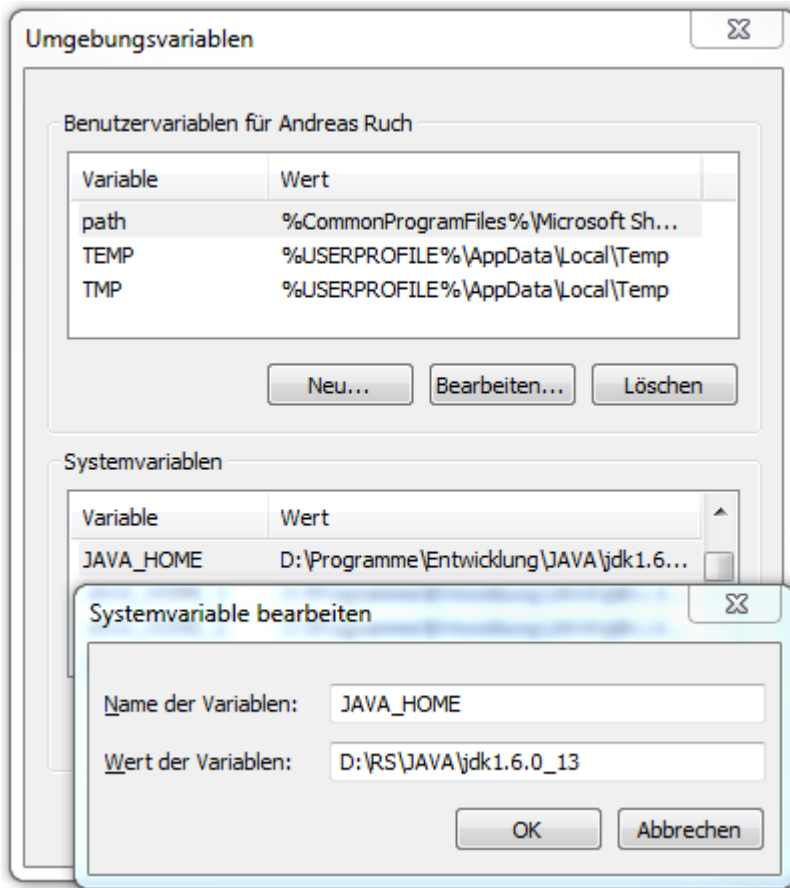 Umgebungsvariablen
Benutzervariablen für Andreas Ruch
Variable Wert
path %CommonProgramFiles%\Microsoft Sh...
TEMP %USERPROFILE%\AppData\Local\Temp
TMP %USERPROFILE%\AppData\Local\Temp
Neu... Bearbeiten... Löschen
Systemvariablen
Variable Wert
JAVA_HOME D:\Programme\Entwicklung\JAVA\jdk1.6...
Systemvariable bearbeiten
Name der Variablen: JAVA_HOME
Wert der Variablen: D:\RS\JAVA\jdk1.6.0_13
OK Abbrechen